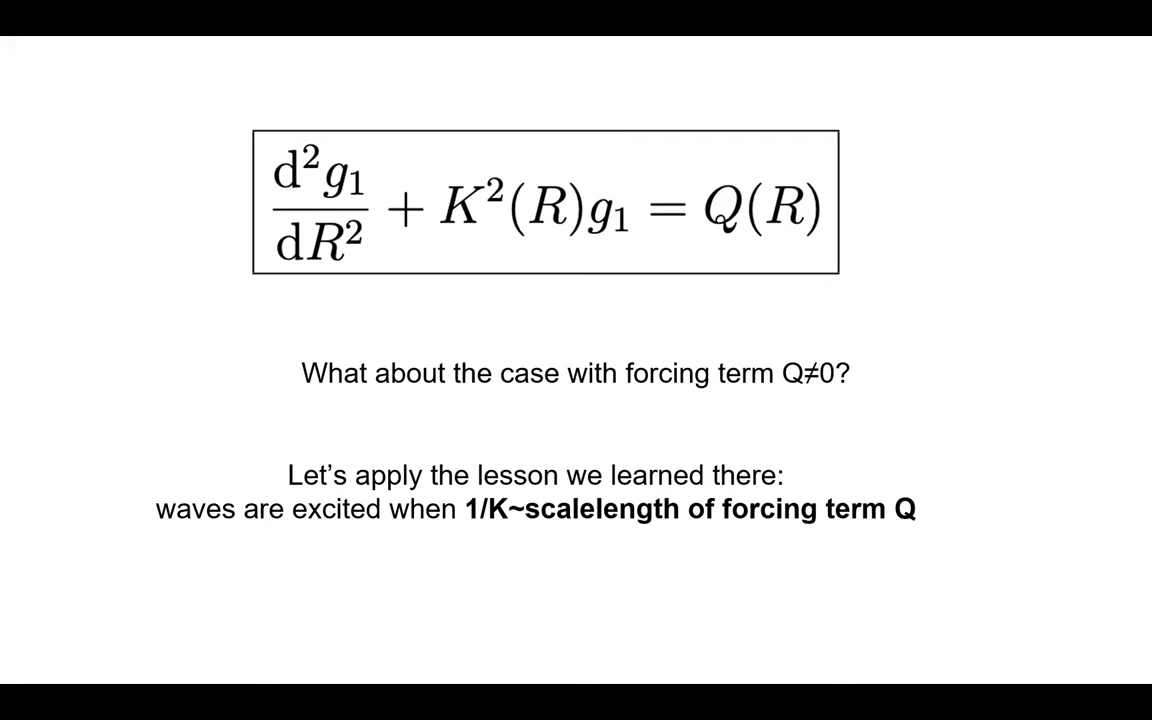 d²g₁/dR² + K²(R)g₁ = Q(R)
What about the case with forcing term Q≠0?
Let's apply the lesson we learned there:
waves are excited when 1/K~scalelength of forcing term Q